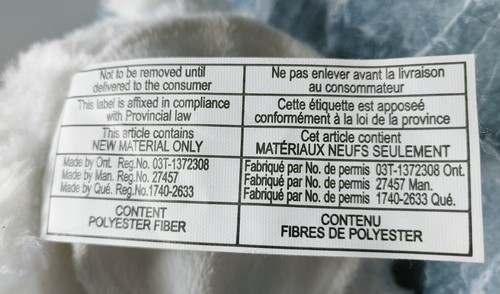 Not to be removed until
delivered to the consumer
This label is affixed in compliance
with Provincial law
This article contains
NEW MATERIAL ONLY
Made by Ont. Reg.No. 03T-1372308
Made by Man. Reg.No. 27457
Made by Qué. Reg.No.1740-2633
CONTENT
POLYESTER FIBER
Ne pas enlever avant la livraison
au consommateur
Cette étiquette est apposeé
conformément à la loi de la province
Cet article contient
MATÉRIAUX NEUFS SEULEMENT
Fabriqué par No. de permis 03T-1372308 Ont.
Fabriqué par No. de permis 27457 Man.
Fabriqué par No. de permis 1740-2633 Qué.
CONTENU
FIBRES DE POLYESTER